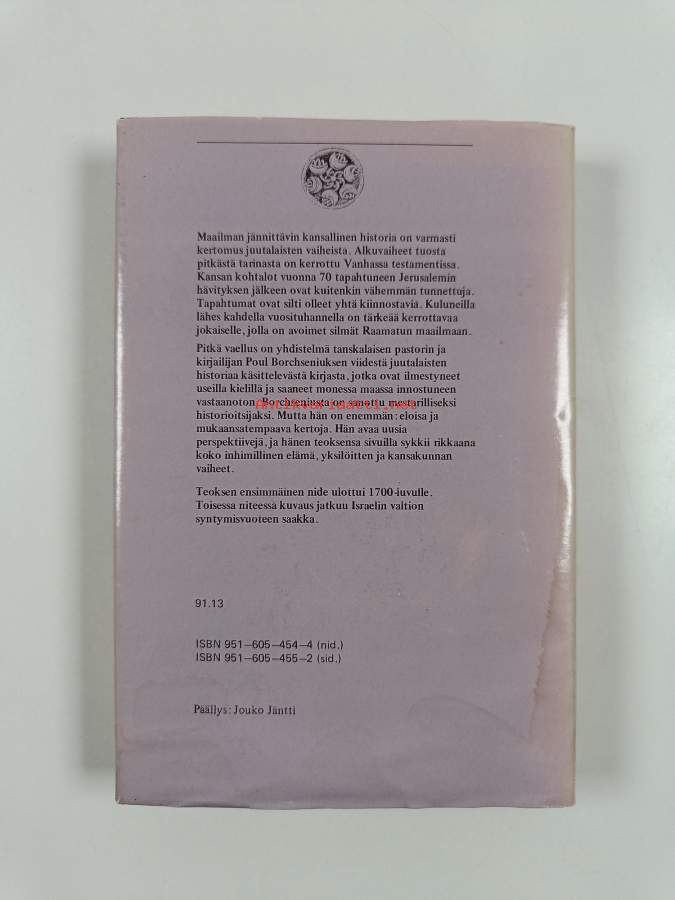 Maailman jännittävin kansallinen historia on varmasti
kertomus juutalaisten vaiheista. Alkuvaiheet tuosta
pitkästä tarinasta on kerrottu Vanhassa testamentissa.
Kansan kohtalot vuonna 70 tapahtuneen Jerusalemin
hävityksen jälkeen ovat kuitenkin vähemmän tunnettuja.
Tapahtumat ovat silti olleet yhtä kiinnostavia. Kuluneilla
lähes kahdella vuosituhannella on tärkeää kerrottavaa
jokaiselle, jolla on avoimet silmät Raamatun maailmaan.
Pitkä vaellus on yhdistelmä tanskalaisen pastorin ja
kirjailijan Poul Borchseniuksen viidestä juutalaisten
historiaa käsittelevästä kirjasta, jotka ovat ilmestyneet
useilla kielillä ja saaneet monessa maassa innostuneen
vastaanoton. Borchseniusta on sanottu mestarilliseksi
antikvariaatti.net
historioitsijaksi. Mutta hän on enemmän: eloisa ja
mukaansatempaava kertoja. Hän avaa uusia
perspektiivejä, ja hänen teoksensa sivuilla sykkii rikkaana
koko inhimillinen elämä, yksilöitten ja kansakunnan
vaiheet.
Teoksen ensimmäinen nide ulottui 1700-luvulle.
Toisessa niteessä kuvaus jatkuu Israelin valtion
syntymisvuoteen saakka.
91.13
ISBN 951-605-454-4 (nid.)
ISBN 951-605-455-2 (sid.)
Päällys: Jouko Jäntti